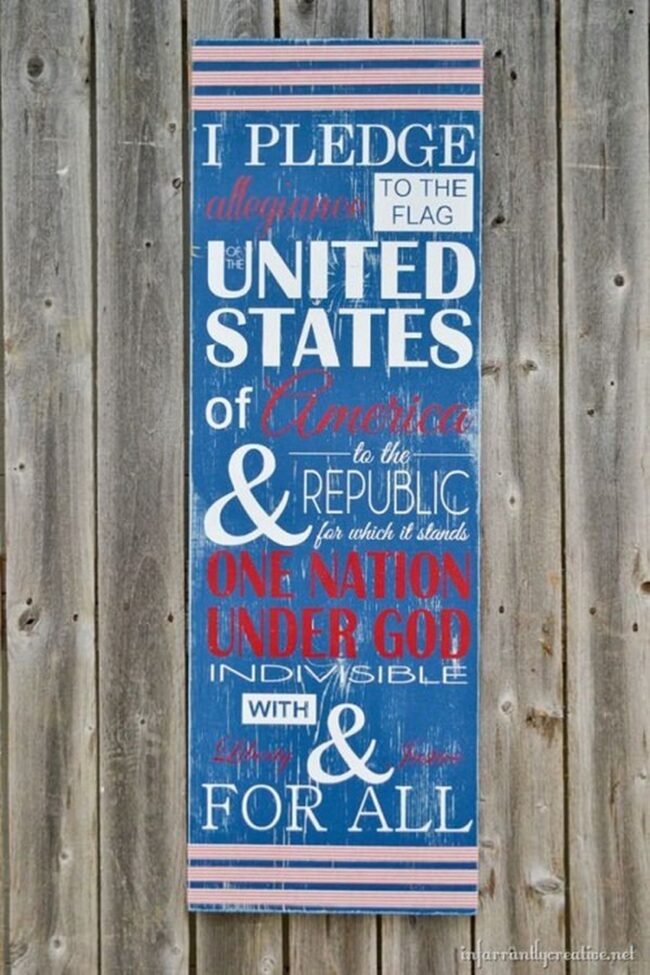 I PLEDGE
allegiance TO THE
FLAG
OF THE
UNITED
STATES
of America
& to the
REPUBLIC
for which it stands
ONE NATION
UNDER GOD
INDIVISIBLE
WITH
Liberty & Justice
FOR ALL
infarrantlycreative.net